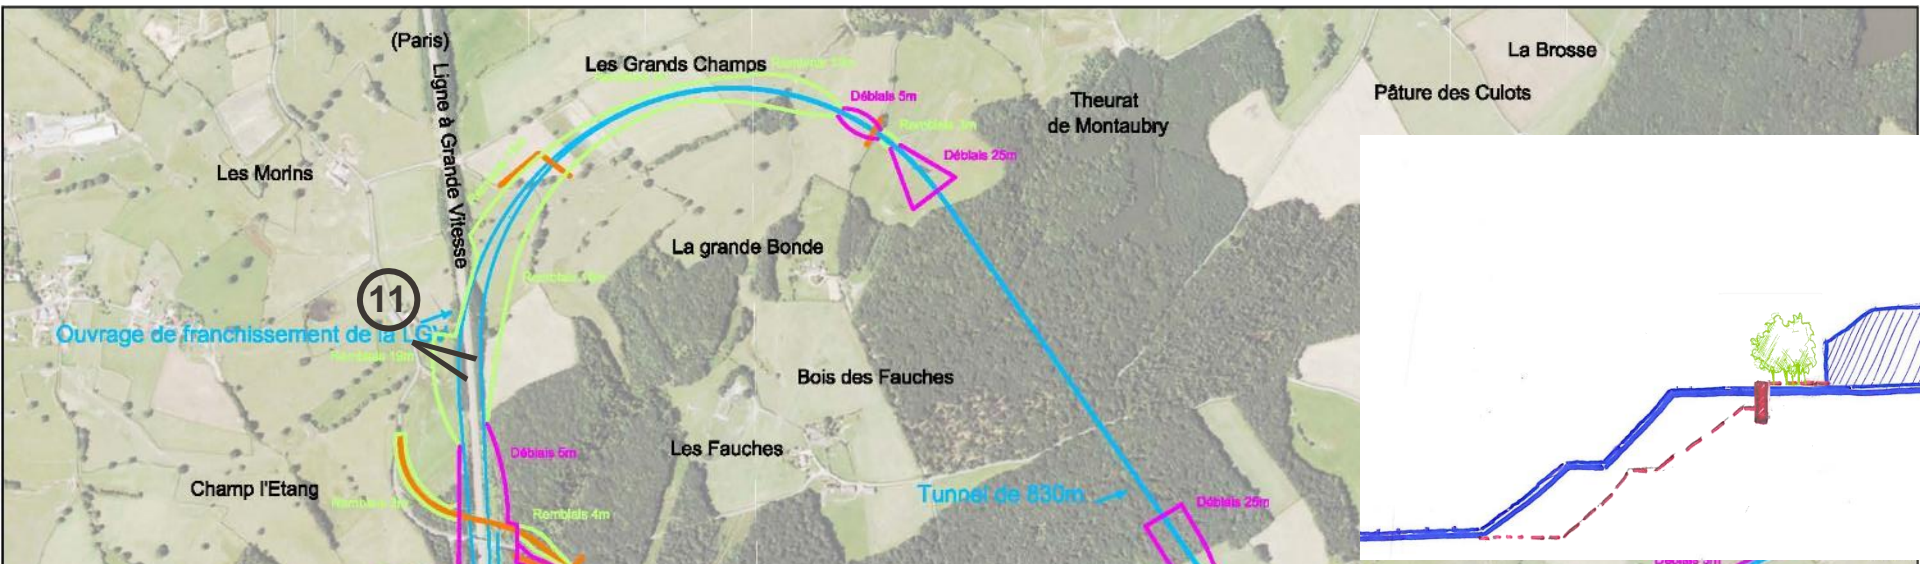 (Paris)
Ligne à Grande Vitesse
Les Grands Champs
Déblais 5m
La Brosse
Pâture des Culots
Theurat
de Montaubry
Déblais 25m
Les Morins
La grande Bonde
11
Ouvrage de franchissement de la LGV
Remblais 19m
Bois des Fauches
Déblais 5m
Les Fauches
Champ l'Etang
Remblais 4m
Tunnel de 830m
Déblais 25m